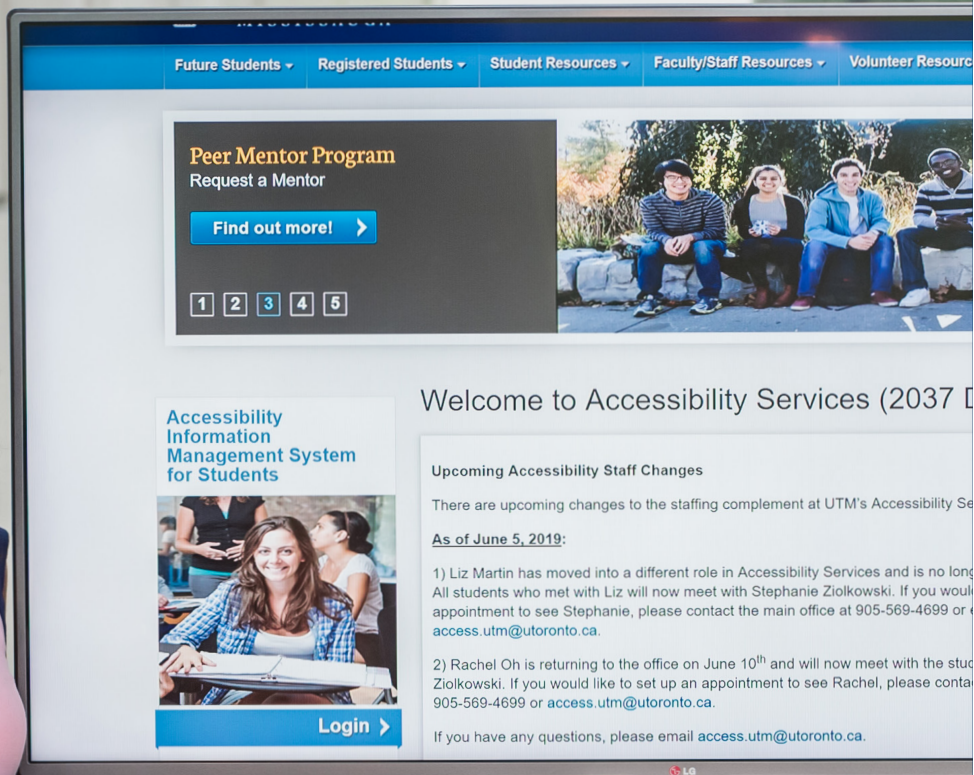 Future Students
Registered Students
Student Resources
Faculty/Staff Resources
Volunteer Resourc
Peer Mentor Program
Request a Mentor
Find out more!
1 2 3 4 5
Accessibility
Information
Management System
for Students
Login
Welcome to Accessibility Services (2037 D
Upcoming Accessibility Staff Changes
There are upcoming changes to the staffing complement at UTM's Accessibility Se
As of June 5, 2019:
1) Liz Martin has moved into a different role in Accessibility Services and is no long
All students who met with Liz will now meet with Stephanie Ziolkowski. If you would
appointment to see Stephanie, please contact the main office at 905-569-4699 or e
access.utm@utoronto.ca.
2) Rachel Oh is returning to the office on June 10th and will now meet with the stud
Ziolkowski. If you would like to set up an appointment to see Rachel, please conta
905-569-4699 or access.utm@utoronto.ca.
If you have any questions, please email access.utm@utoronto.ca.
LG